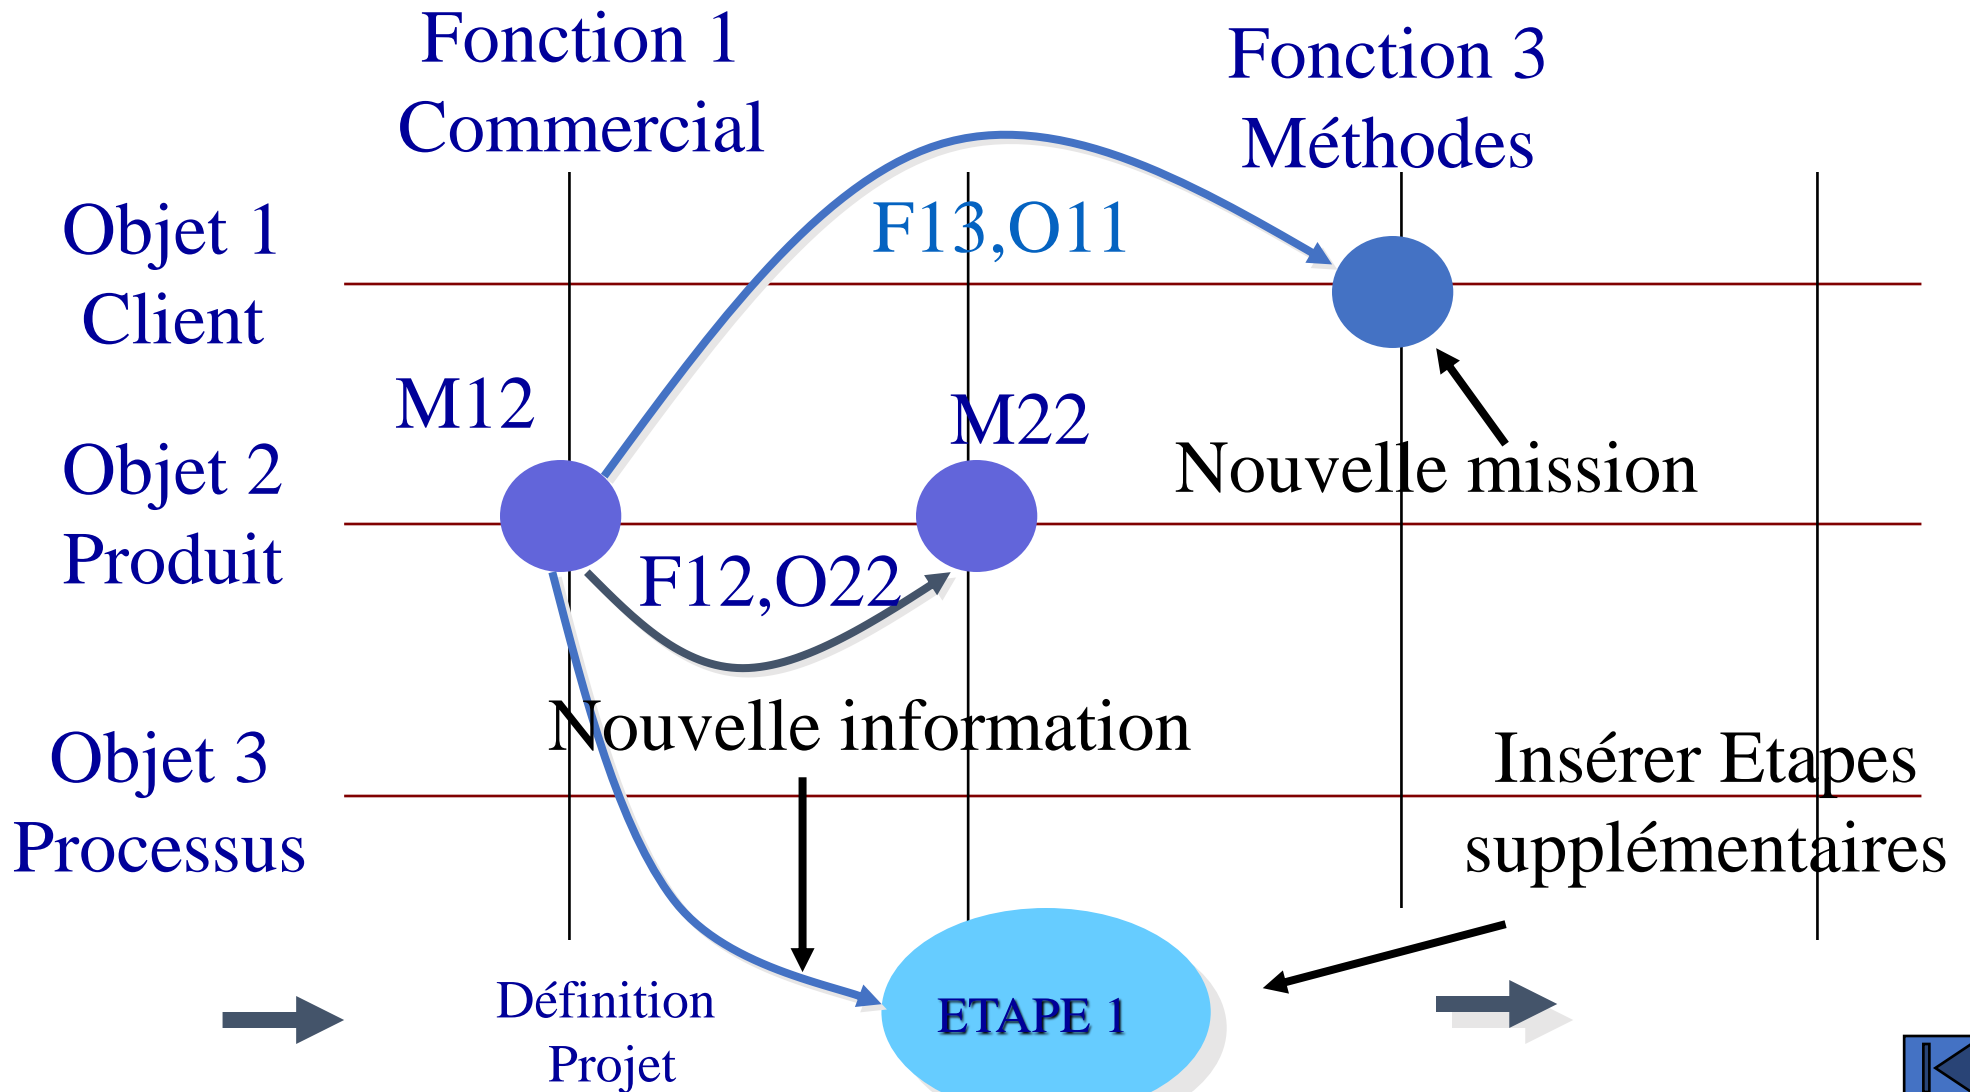 Fonction 1
Commercial
Fonction 3
Méthodes
Objet 1
Client
F13,O11
M12
M22
Objet 2
Produit
Nouvelle mission
F12,O22
Nouvelle information
Objet 3
Processus
Insérer Etapes
supplémentaires
Définition
Projet
ETAPE 1